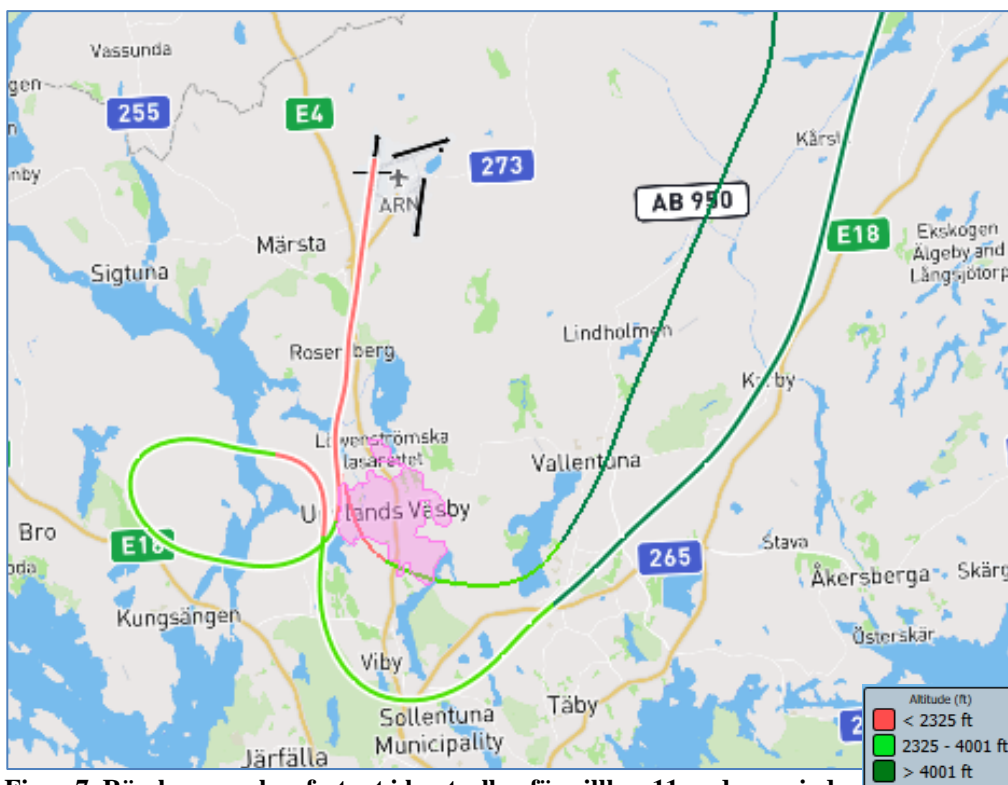 Vassunda
gen
255
E4
Kårst
273
ARN
AB 950
E18
Märsta
Ekskogen
Älgeby and
Långsjötorp
Sigtuna
Lindholmen
Rosersberg
Karby
Löwenströmska
lasarettet
Vallentuna
Upplands Väsby
Bro
E18
265
Stava
Åkersberga
Skärg
Kungsängen
Österskär
Viby
Täby
Sollentuna
Municipality
Järfälla
Altitude (ft)
< 2325 ft
2325 - 4001 ft
> 4001 ft